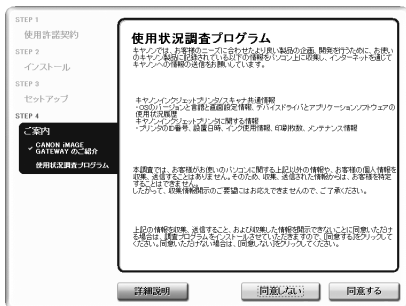 STEP 1
使用許諾契約
STEP 2
インストール
STEP 3
セットアップ
STEP 4
ご案内
CANON iMAGE
GATEWAY のご紹介
使用状況調査プログラム
使用状況調査プログラム
キヤノンでは、お客様のニーズに合わせたより良い製品の企画、開発を行うために、お使い
のキヤノン製品に記録されている以下の情報をパソコン上に収集し、インターネットを通じて
キヤノンへの情報の送信をお願いしています。
キヤノンインクジェットプリンタ/スキャナ共通情報
・OSのバージョンと言語と画面設定情報、デバイスドライバとアプリケーションソフトウェアの
使用状況履歴
キヤノンインクジェットプリンタに関する情報
・プリンタのID番号、設置日時、インク使用情報、印刷枚数、メンテナンス情報
本調査では、お客様がお使いのパソコンに関する上記以外の情報や、お客様の個人情報を
収集、送信することはありません。そのため、収集、送信された情報からは、お客様を特定
することはできません。
したがって、収集情報開示のご要望にはお応えできませんので、ご了承ください。
上記の情報を収集、送信すること、および収集した情報を開示できないことに同意いただけ
る場合は、調査プログラムをインストールさせていただきますので、[同意する]をクリックして
ください。同意いただけない場合は、[同意しない]をクリックしてください。
詳細説明
同意しない
同意する